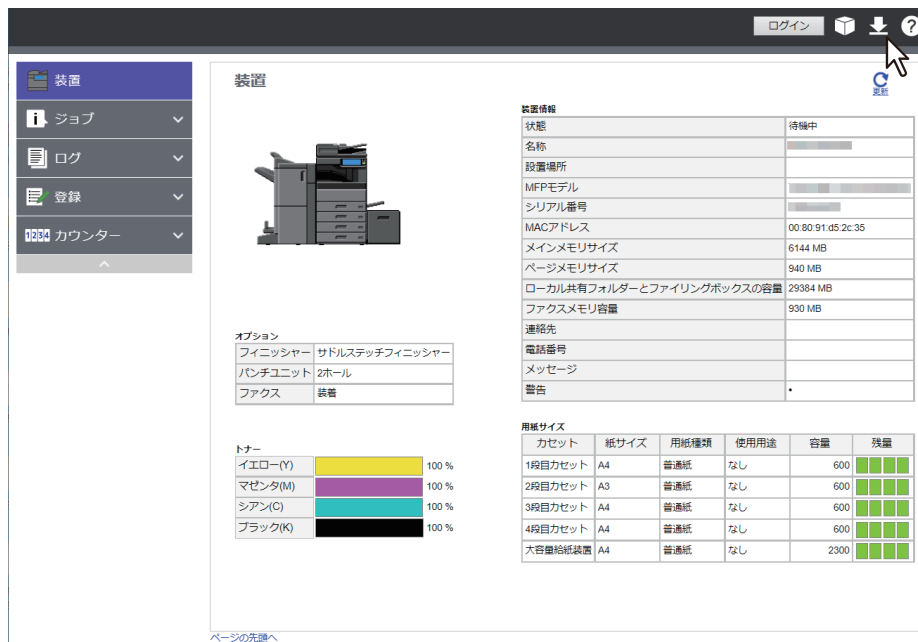 ログイン
?
装置
ジョブ
ログ
登録
1234 カウンター
装置
更新
オプション
フィニッシャー サドルステッチフィニッシャー
パンチユニット 2ホール
ファクス 装着
トナー
イエロー(Y) 100 %
マゼンタ(M) 100 %
シアン(C) 100 %
ブラック(K) 100 %
装置情報
状態 待機中
名称
設置場所
MFPモデル
シリアル番号
MACアドレス 00:80:91:d5:2c:35
メインメモリサイズ 6144 MB
ページメモリサイズ 940 MB
ローカル共有フォルダーとファイリングボックスの容量 29384 MB
ファクスメモリ容量 930 MB
連絡先
電話番号
メッセージ
警告 •
用紙サイズ
カセット 紙サイズ 用紙種類 使用用途 容量 残量
1段目カセット A4 普通紙 なし 600
2段目カセット A3 普通紙 なし 600
3段目カセット A4 普通紙 なし 600
4段目カセット A4 普通紙 なし 600
大容量給紙装置 A4 普通紙 なし 2300
ページの先頭へ